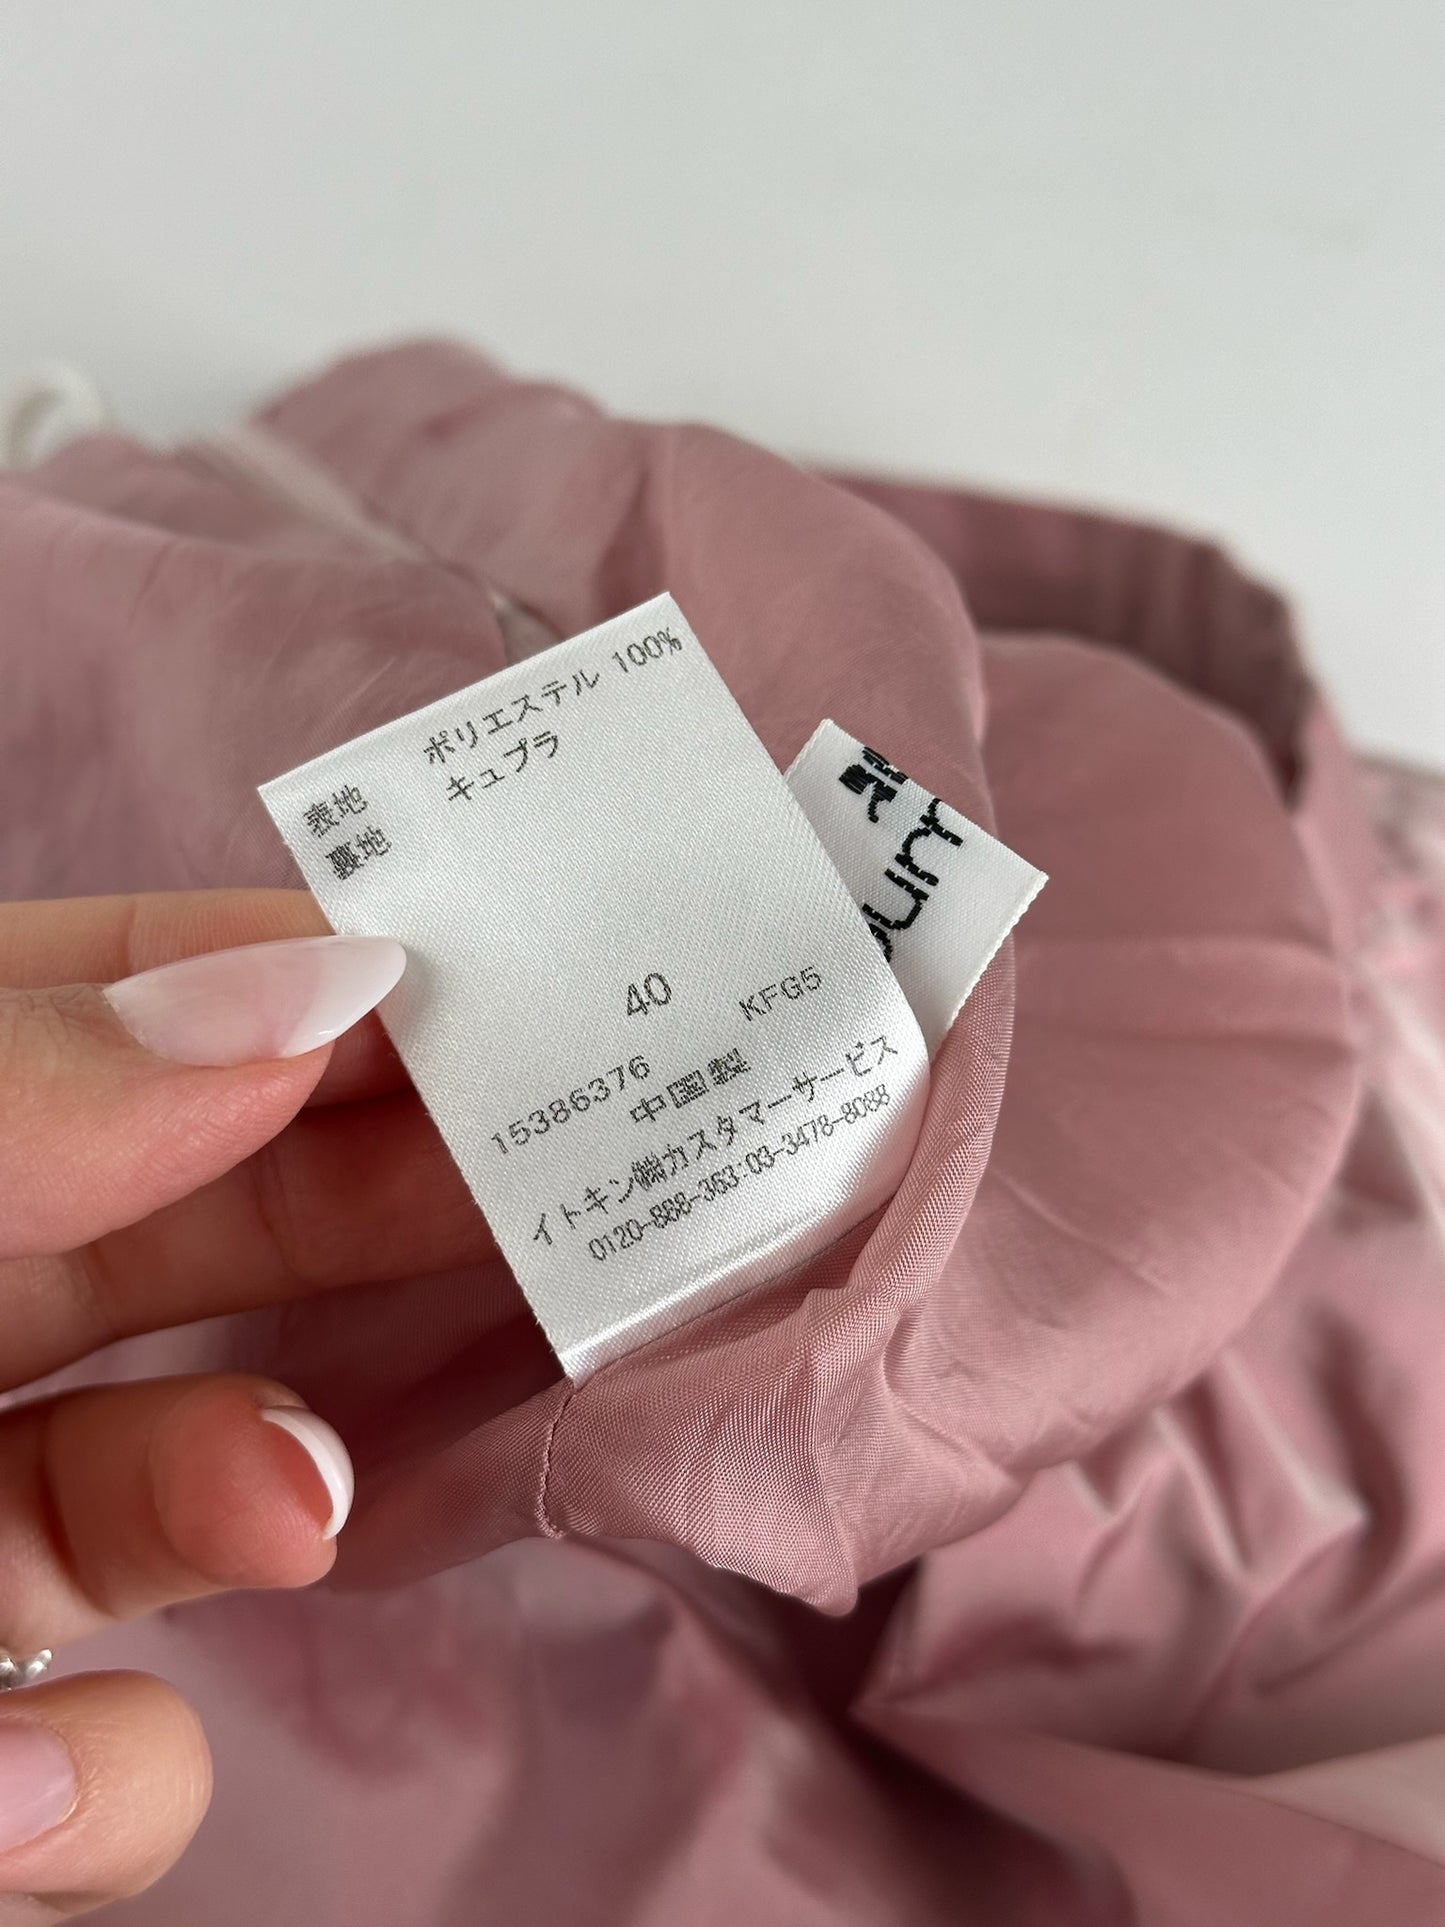 表地 ポリエステル 100%
裏地 キュプラ
40
15386376 KFG5
中国製
イトキン㈱カスタマーサービス
0120-888-363:03-3478-8088